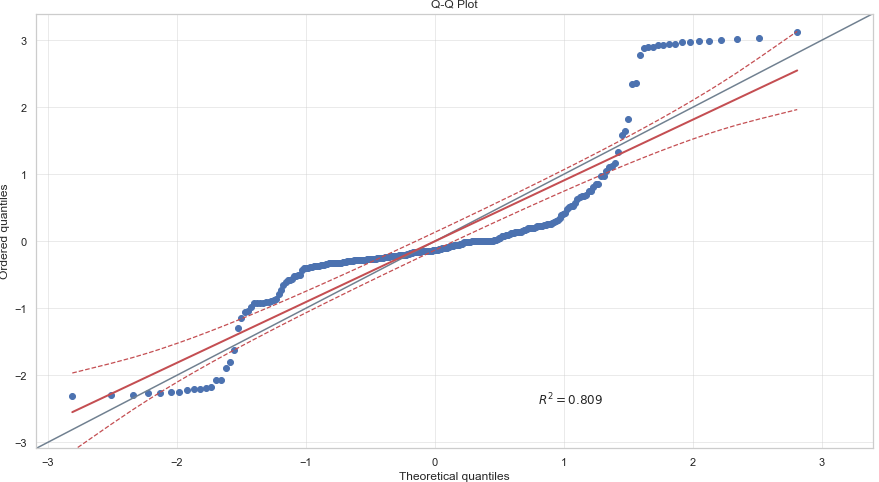 Q-Q Plot
Ordered quantiles
3
2
1
0
−1
−2
−3
R² = 0.809
−3 −2 −1 0 1 2 3
Theoretical quantiles